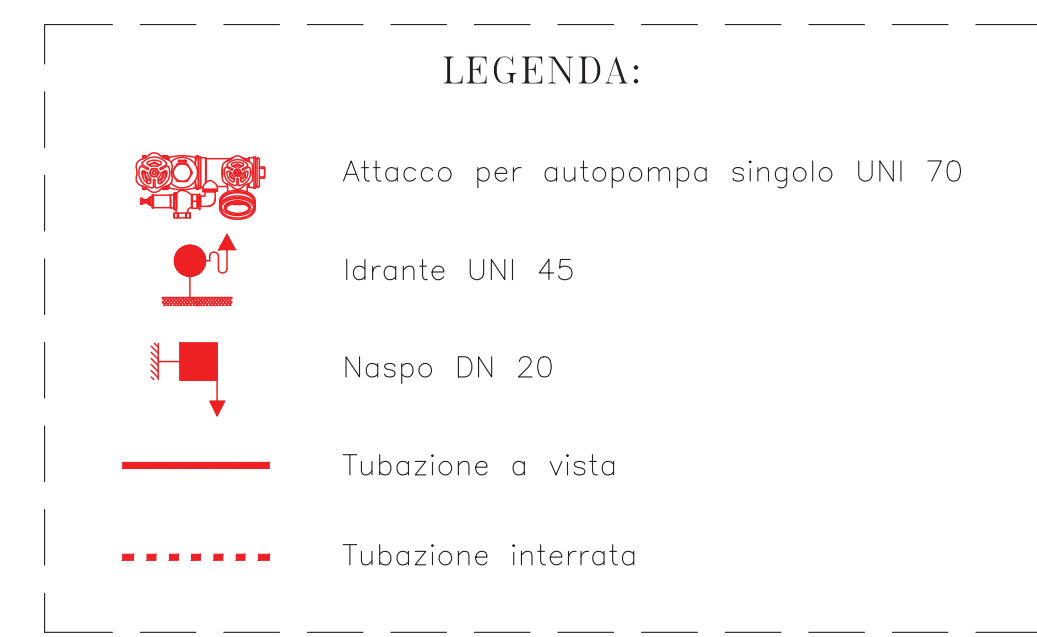 LEGENDA:
Attacco per autopompa singolo UNI 70
Idrante UNI 45
Naspo DN 20
Tubazione a vista
Tubazione interrata